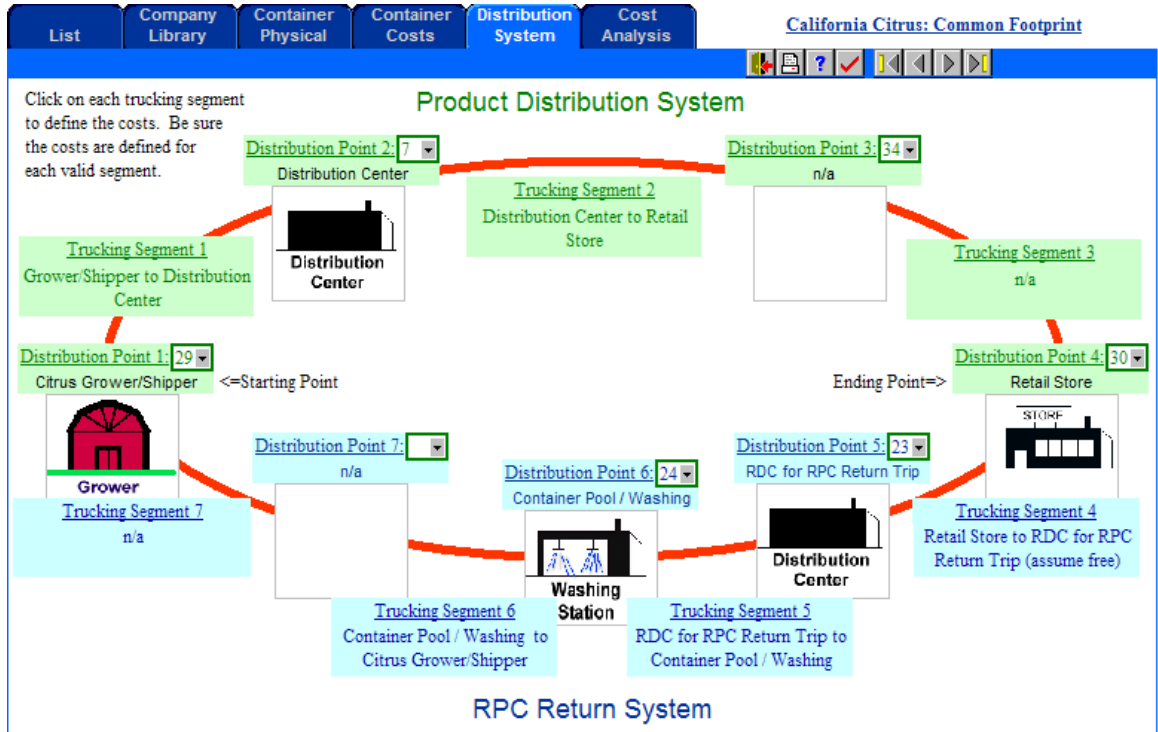 List
Company Library
Container Physical
Container Costs
Distribution System
Cost Analysis
California Citrus: Common Footprint
?
Click on each trucking segment
to define the costs. Be sure
the costs are defined for
each valid segment.
Product Distribution System
Distribution Point 2: 7
Distribution Center
Distribution
Center
Trucking Segment 2
Distribution Center to Retail
Store
Distribution Point 3: 34
n/a
Trucking Segment 1
Grower/Shipper to Distribution
Center
Trucking Segment 3
n/a
Distribution Point 1: 29
Citrus Grower/Shipper
<=Starting Point
Grower
Ending Point=>
Distribution Point 4: 30
Retail Store
STORE
Trucking Segment 7
n/a
Distribution Point 7:
n/a
Distribution Point 6: 24
Container Pool / Washing
Washing
Station
Distribution Point 5: 23
RDC for RPC Return Trip
Distribution
Center
Trucking Segment 4
Retail Store to RDC for RPC
Return Trip (assume free)
Trucking Segment 6
Container Pool / Washing to
Citrus Grower/Shipper
Trucking Segment 5
RDC for RPC Return Trip to
Container Pool / Washing
RPC Return System